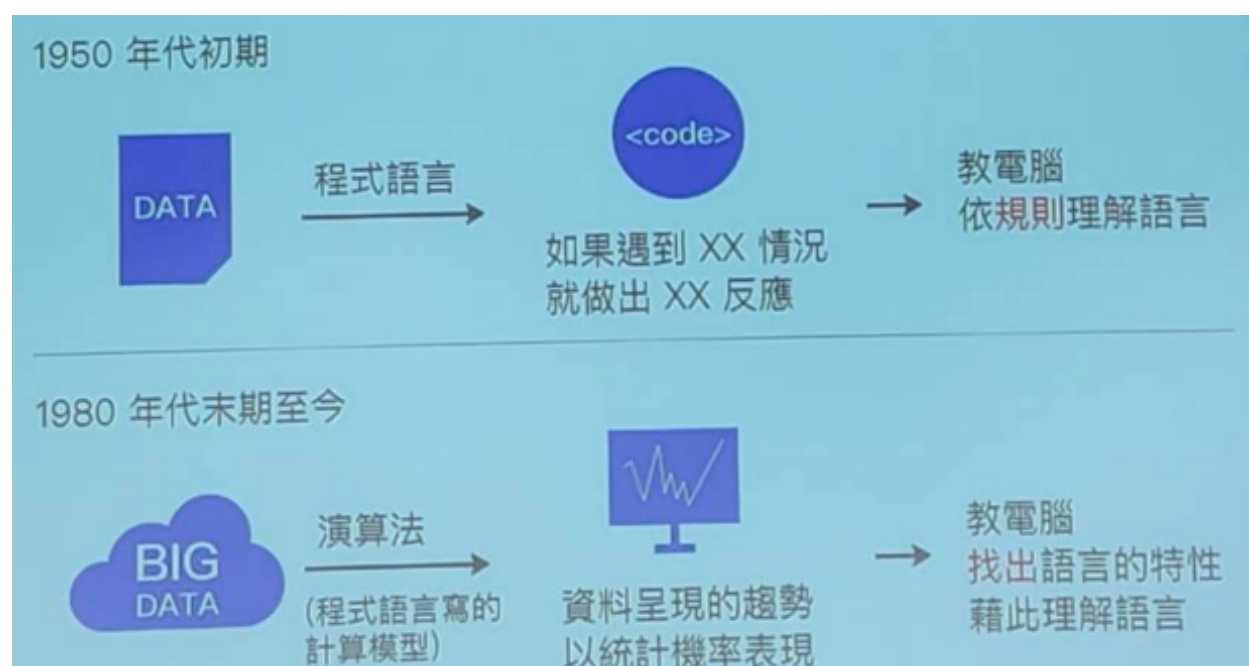 1950 年代初期
DATA
程式語言
<code>
如果遇到 XX 情況
就做出 XX 反應
教電腦
依規則理解語言
1980 年代末期至今
BIG
DATA
演算法
(程式語言寫的
計算模型)
資料呈現的趨勢
以統計機率表現
教電腦
找出語言的特性
藉此理解語言